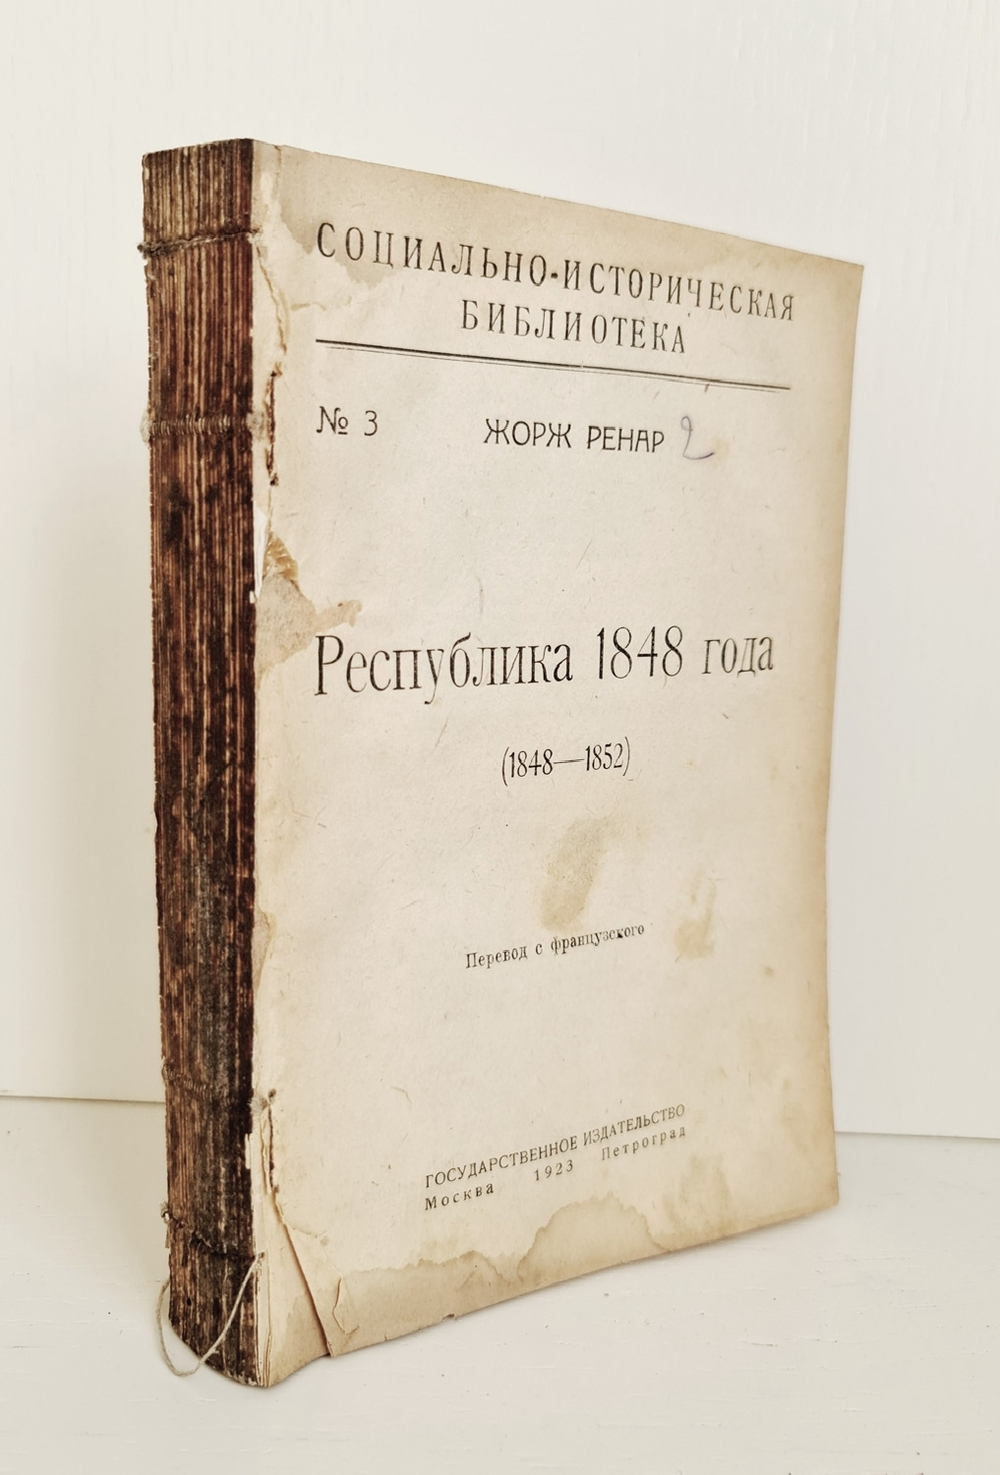 СОЦИАЛЬНО-ИСТОРИЧЕСКАЯ
БИБЛИОТЕКА
№ 3 ЖОРЖ РЕНАР 2
Республика 1848 года
(1848—1852)
Перевод с французского
ГОСУДАРСТВЕННОЕ ИЗДАТЕЛЬСТВО
Москва 1923 Петроград